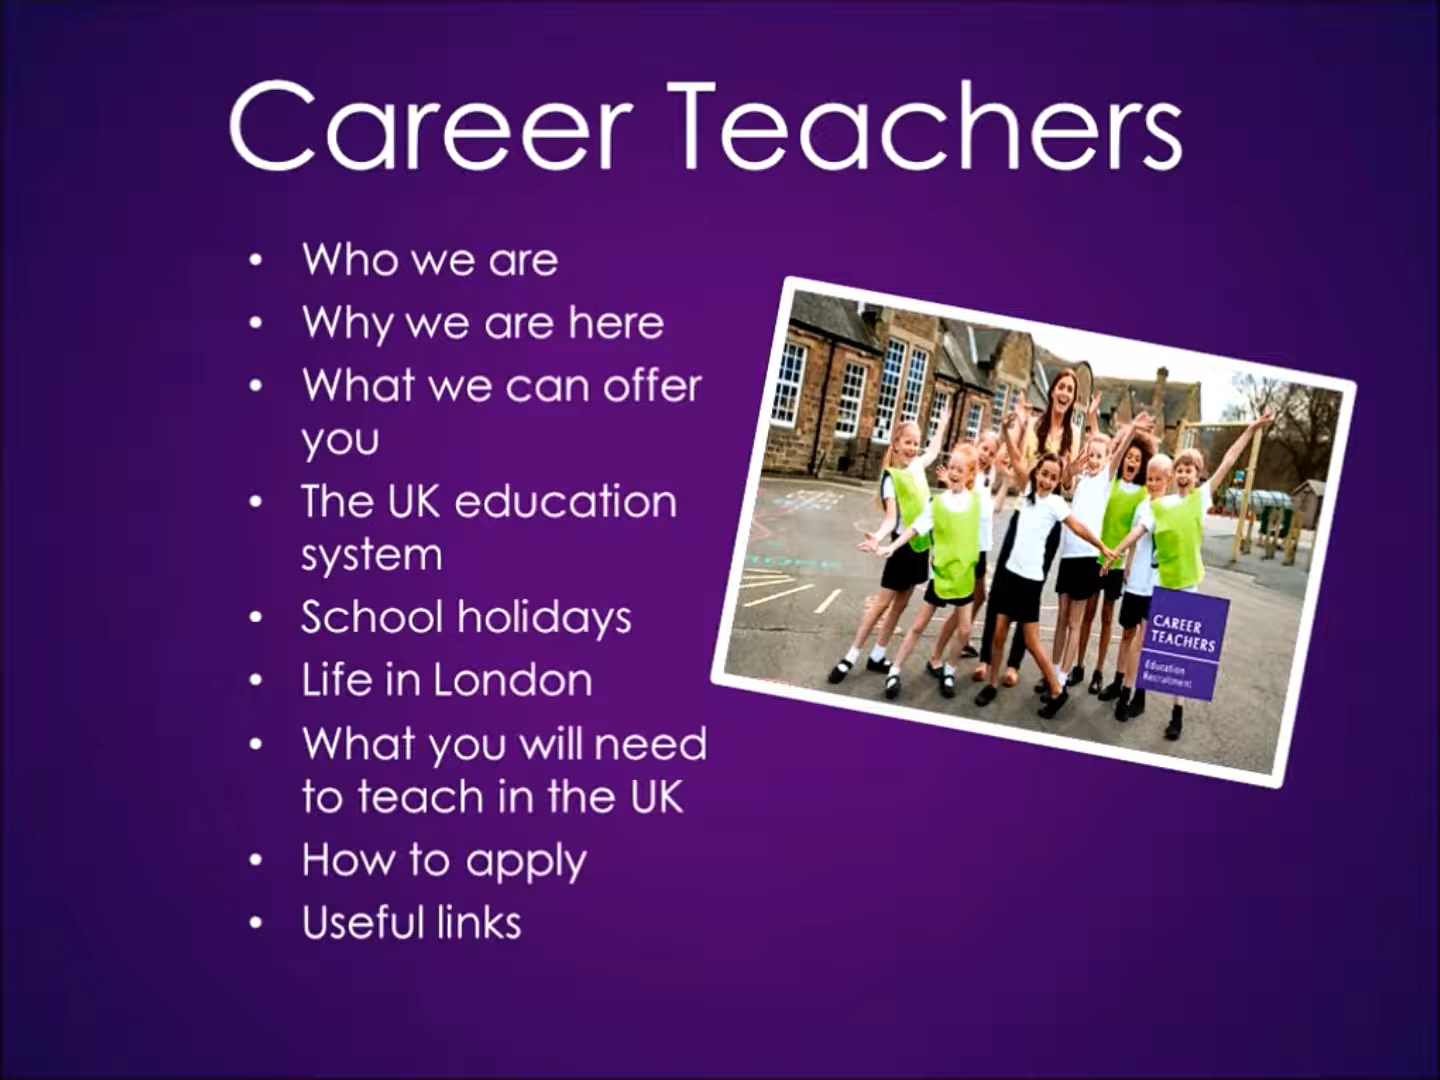 Career Teachers
• Who we are
• Why we are here
• What we can offer
you
• The UK education
system
• School holidays
• Life in London
• What you will need
to teach in the UK
• How to apply
• Useful links
CAREER
TEACHERS
Education
Recruitment